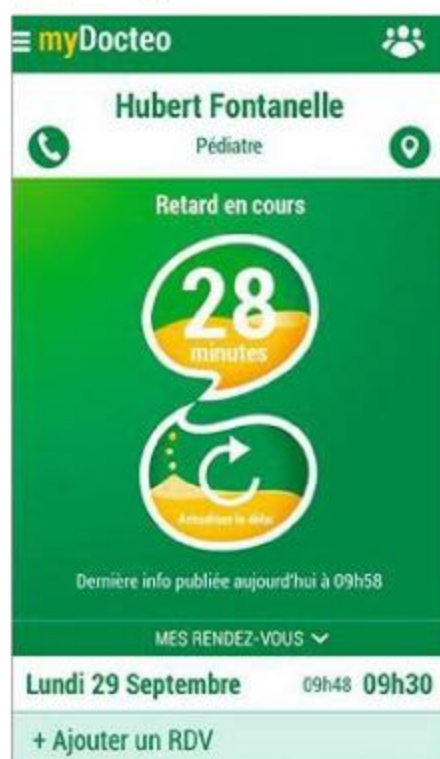 myDocteo
Hubert Fontanelle
Pédiatre
Retard en cours
28
minutes
Actualiser le délai
Dernière info publiée aujourd'hui à 09h58
MES RENDEZ-VOUS
Lundi 29 Septembre 09h48 09h30
+ Ajouter un RDV